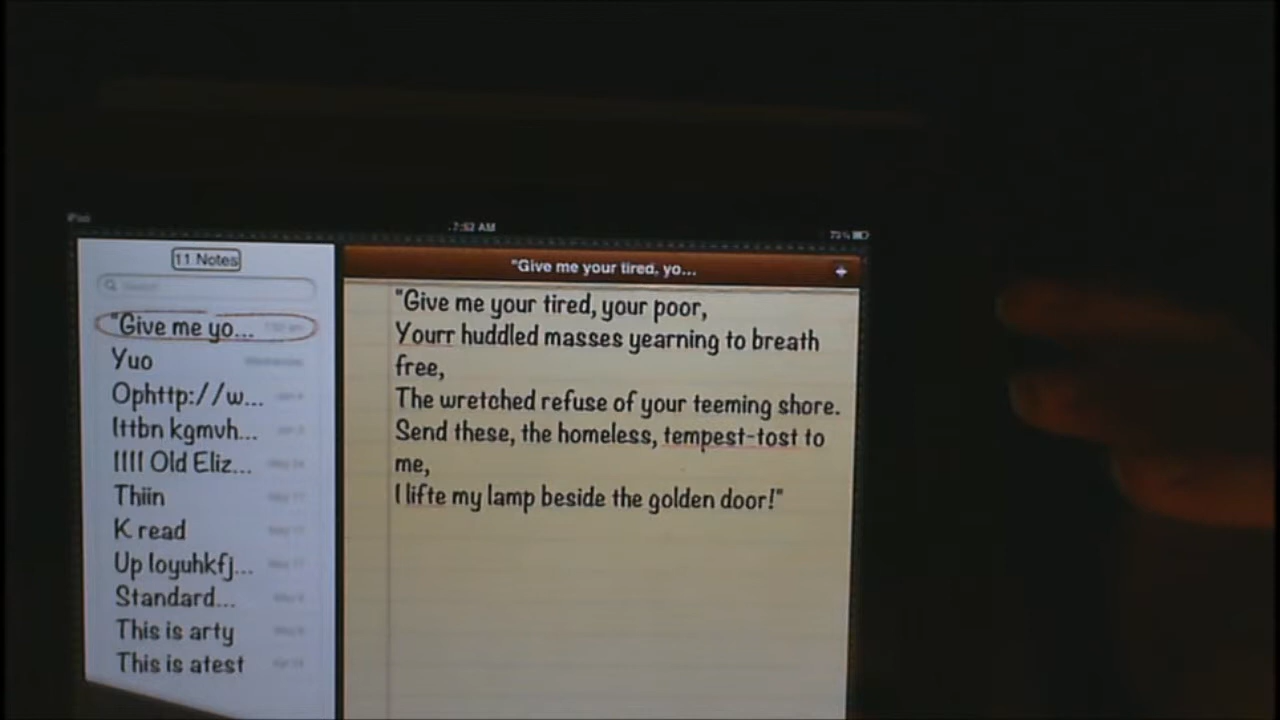 iPad
7:52 AM
11 Notes
"Give me yo...
Yuo
Ophttp://w...
Ittbn kgmvh...
1111 Old Eliz...
Thiin
K read
Up loyuhkfj...
Standard...
This is arty
This is atest
"Give me your tired, yo...
"Give me your tired, your poor,
Yourr huddled masses yearning to breath
free,
The wretched refuse of your teeming shore.
Send these, the homeless, tempest-tost to
me,
I lifte my lamp beside the golden door!"